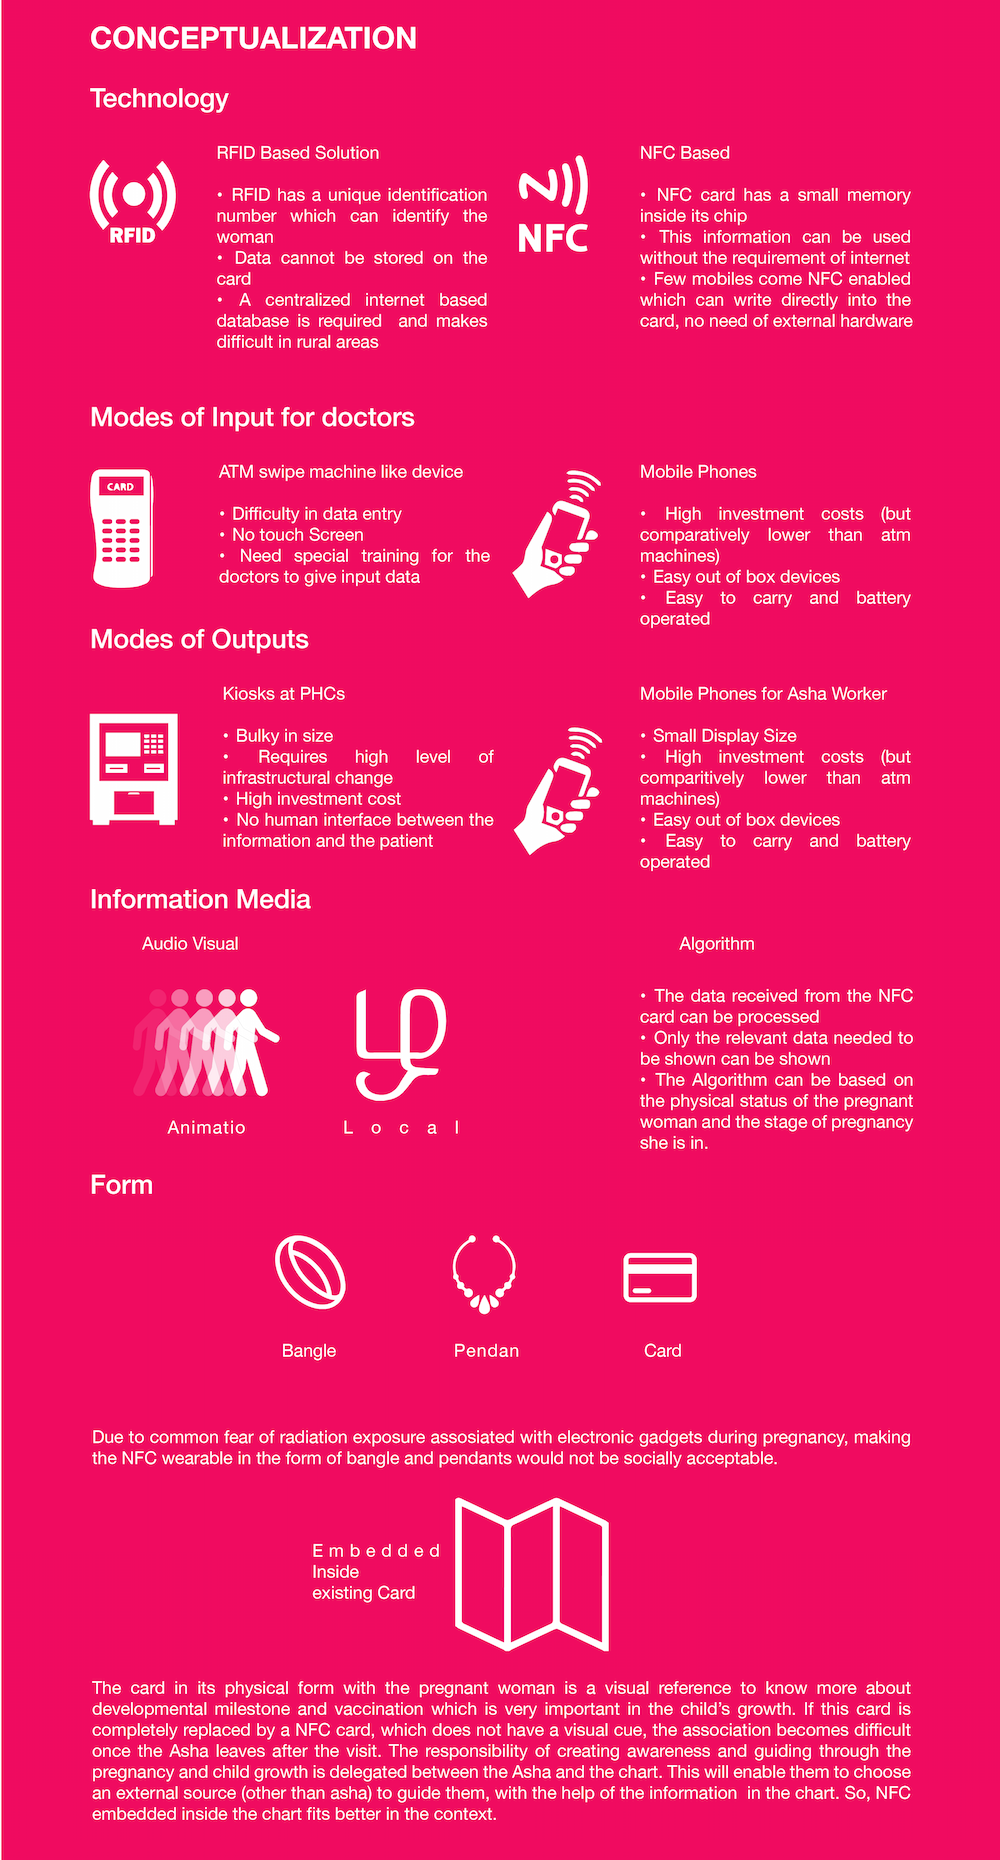 CONCEPTUALIZATION
Technology
RFID
RFID Based Solution
• RFID has a unique identification
number which can identify the
woman
• Data cannot be stored on the
card
• A centralized internet based
database is required and makes
difficult in rural areas
NFC
NFC Based
• NFC card has a small memory
inside its chip
• This information can be used
without the requirement of internet
• Few mobiles come NFC enabled
which can write directly into the
card, no need of external hardware
Modes of Input for doctors
CARD
ATM swipe machine like device
• Difficulty in data entry
• No touch Screen
• Need special training for the
doctors to give input data
Mobile Phones
• High investment costs (but
comparatively lower than atm
machines)
• Easy out of box devices
• Easy to carry and battery
operated
Modes of Outputs
Kiosks at PHCs
• Bulky in size
• Requires high level of
infrastructural change
• High investment cost
• No human interface between the
information and the patient
Mobile Phones for Asha Worker
• Small Display Size
• High investment costs (but
comparitively lower than atm
machines)
• Easy out of box devices
• Easy to carry and battery
operated
Information Media
Audio Visual
Animatio
Local
Algorithm
• The data received from the NFC
card can be processed
• Only the relevant data needed to
be shown can be shown
• The Algorithm can be based on
the physical status of the pregnant
woman and the stage of pregnancy
she is in.
Form
Bangle
Pendan
Card
Due to common fear of radiation exposure assosiated with electronic gadgets during pregnancy, making
the NFC wearable in the form of bangle and pendants would not be socially acceptable.
Embedded
Inside
existing Card
The card in its physical form with the pregnant woman is a visual reference to know more about
developmental milestone and vaccination which is very important in the child's growth. If this card is
completely replaced by a NFC card, which does not have a visual cue, the association becomes difficult
once the Asha leaves after the visit. The responsibility of creating awareness and guiding through the
pregnancy and child growth is delegated between the Asha and the chart. This will enable them to choose
an external source (other than asha) to guide them, with the help of the information in the chart. So, NFC
embedded inside the chart fits better in the context.